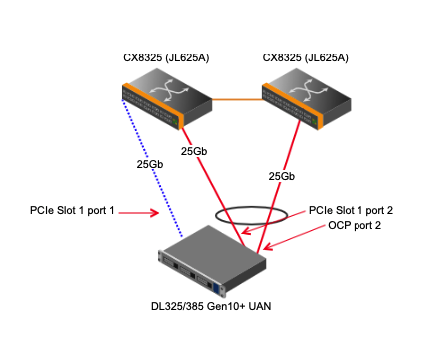 CX8325 (JL625A)
CX8325 (JL625A)
25Gb
25Gb
25Gb
PCIe Slot 1 port 1
PCIe Slot 1 port 2
OCP port 2
DL325/385 Gen10+ UAN